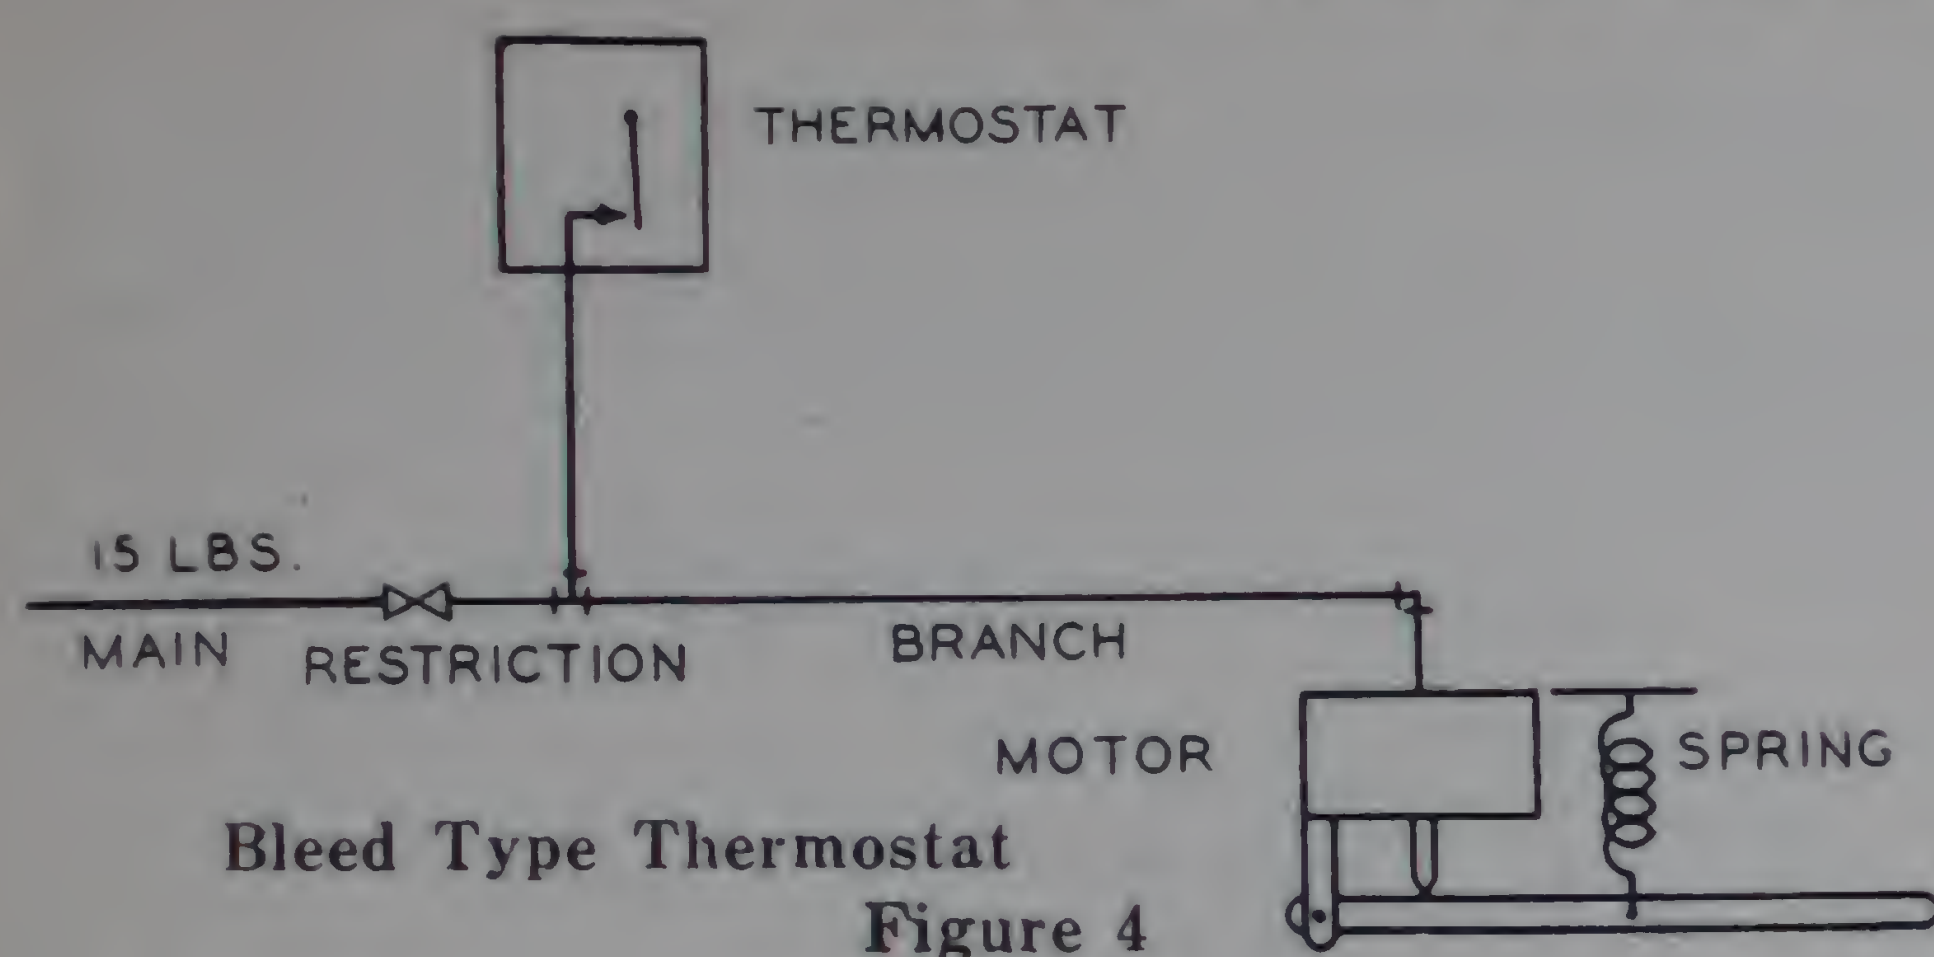 THERMOSTAT
15 LBS.
MAIN
RESTRICTION
BRANCH
MOTOR
SPRING
Bleed Type Thermostat
Figure 4